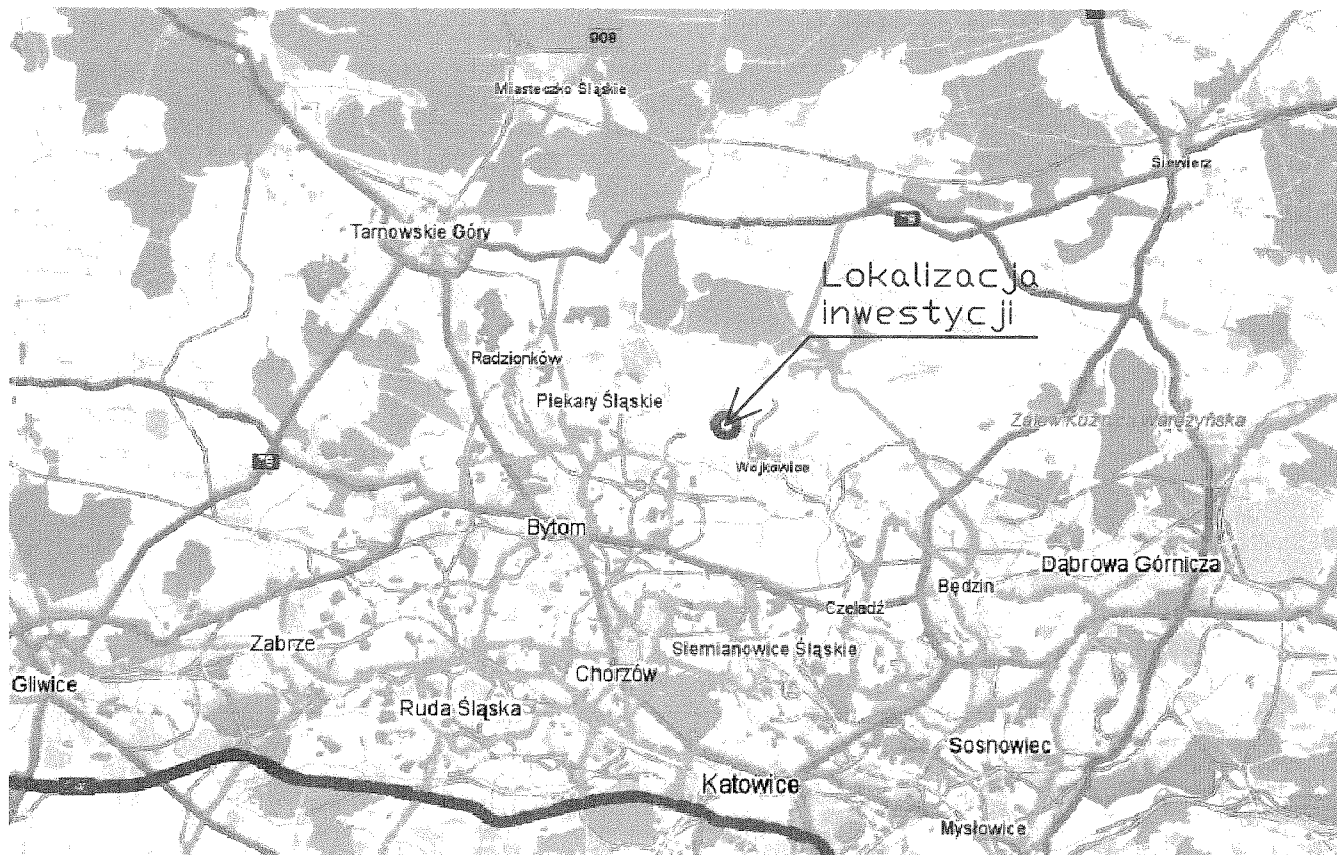 908
Miasteczko Śląskie
Siewierz
Tarnowskie Góry
Lokalizacja
inwestycji
Radzionków
Piekary Śląskie
Wojkowice
Bytom
Dąbrowa Górnicza
Będzin
Czeladź
Zabrze
Siemianowice Śląskie
Chorzów
Gliwice
Ruda Śląska
Sosnowiec
Katowice
Mysłowice